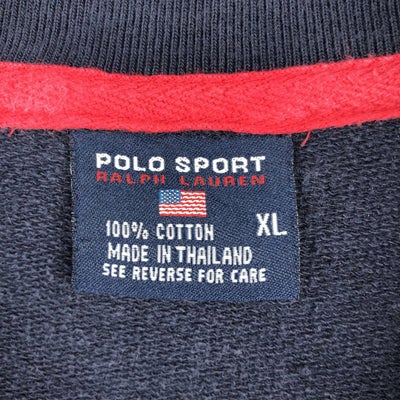 POLO SPORT
RALPH LAUREN
XL
100% COTTON
MADE IN THAILAND
SEE REVERSE FOR CARE